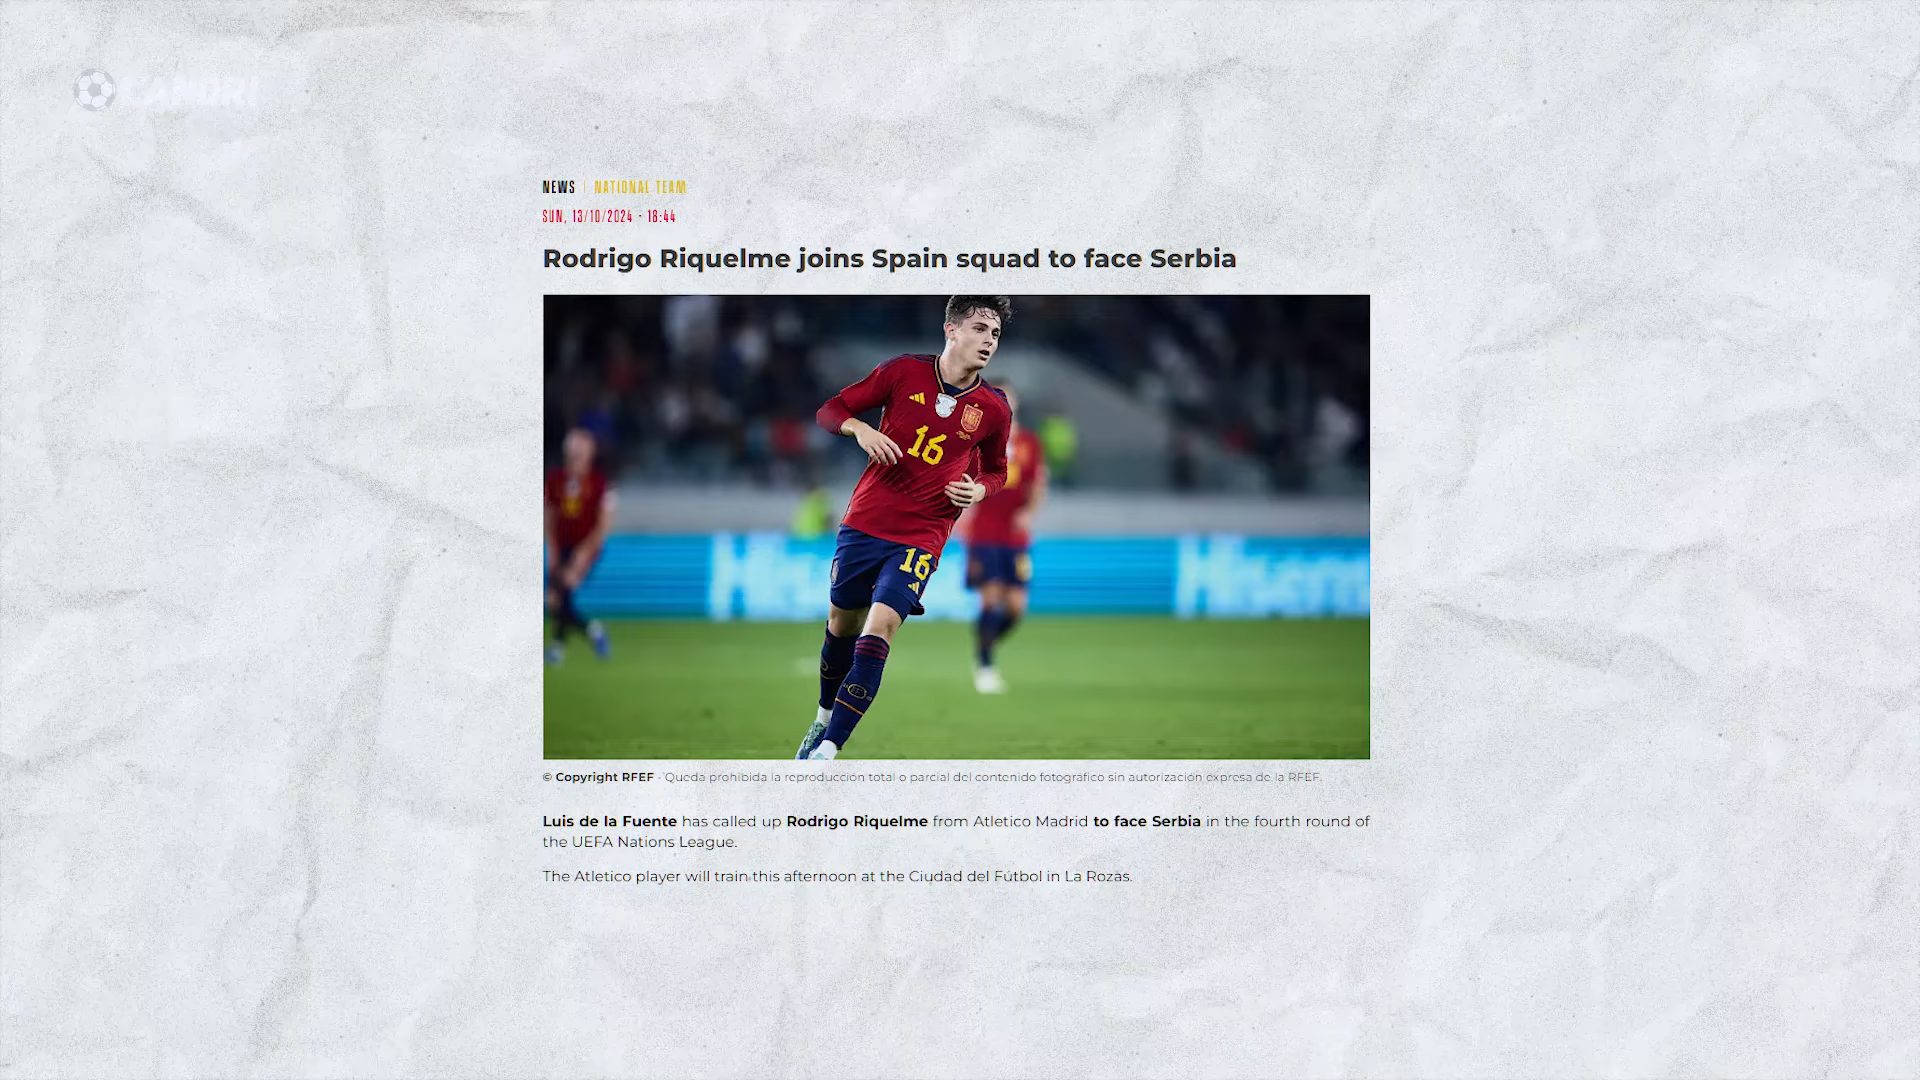 NEWS | NATIONAL TEAM
SUN, 13/10/2024 - 18:44
Rodrigo Riquelme joins Spain squad to face Serbia
16
16
© Copyright RFEF - Queda prohibida la reproducción total o parcial del contenido fotográfico sin autorización expresa de la RFEF.
Luis de la Fuente has called up Rodrigo Riquelme from Atletico Madrid to face Serbia in the fourth round of
the UEFA Nations League.
The Atletico player will train this afternoon at the Ciudad del Fútbol in La Rozas.